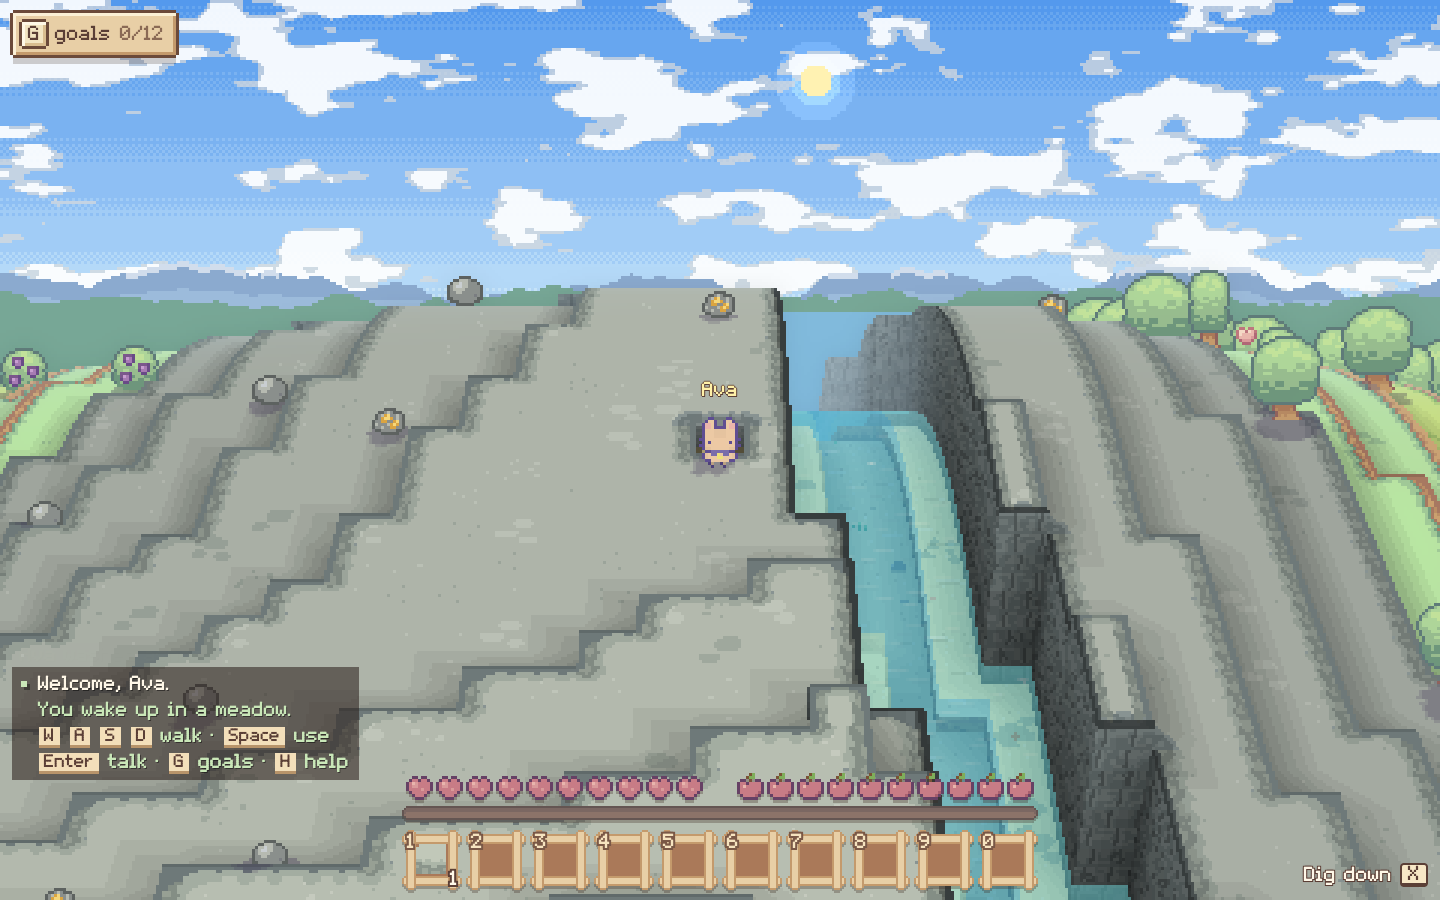 G goals 0/12
Ava
Welcome, Ava.
You wake up in a meadow.
W A S D walk · Space use
Enter talk · G goals · H help
1 2 3 4 5 6 7 8 9 0
1
Dig down X